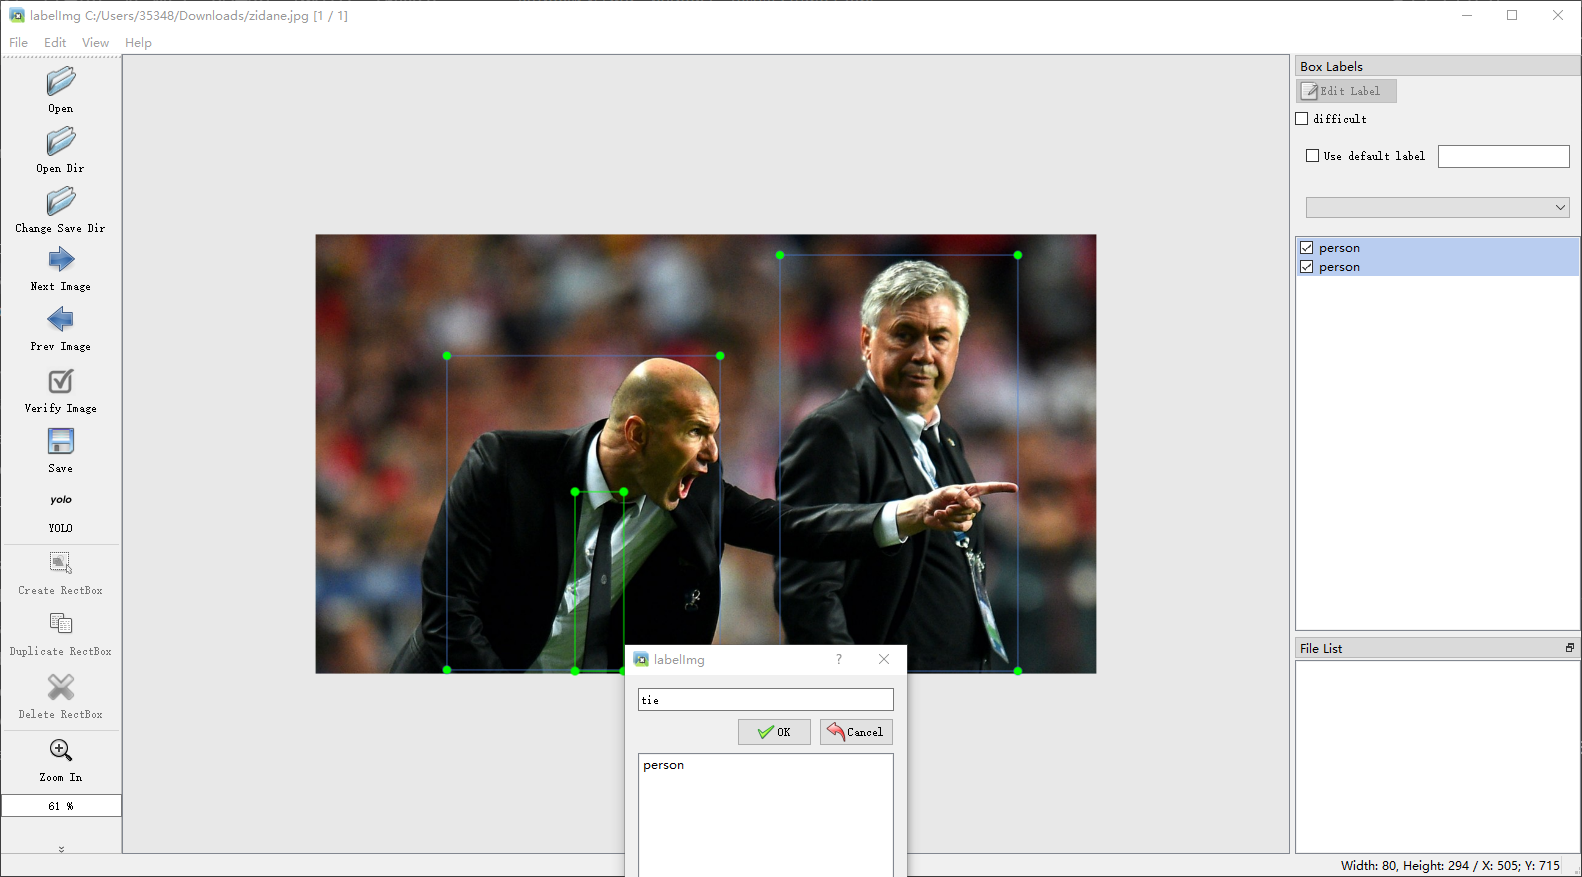 labelImg C:/Users/35348/Downloads/zidane.jpg [1 / 1]
File Edit View Help
Open
Open Dir
Change Save Dir
Next Image
Prev Image
Verify Image
Save
yolo
YOLO
Create RectBox
Duplicate RectBox
Delete RectBox
Zoom In
61 %
labelImg
tie
OK Cancel
person
Box Labels
Edit Label
difficult
Use default label
person
person
File List
Width: 80, Height: 294 / X: 505; Y: 715